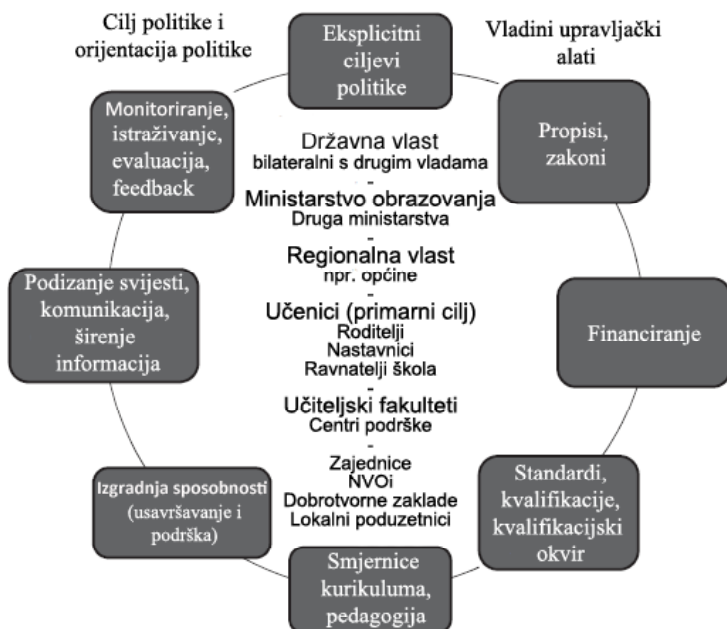 Cilj politike i
orijentacija politike
Vladini upravljački
alati
Eksplicitni
ciljevi
politike
Propisi,
zakoni
Financiranje
Standardi,
kvalifikacije,
kvalifikacijski
okvir
Smjernice
kurikuluma,
pedagogija
Izgradnja sposobnosti
(usavršavanje i
podrška)
Podizanje svijesti,
komunikacija,
širenje
informacija
Monitoriranje,
istraživanjc,
evaluacija,
feedback
Državna vlast
bilateralni s drugim vladama
-
Ministarstvo obrazovanja
Druga ministarstva
-
Regionalna vlast
npr. općine
-
Učenici (primarni cilj)
Roditelji
Nastavnici
Ravnatelji škola
-
Učiteljski fakulteti
Centri podrške
-
Zajednice
NVOi
Dobrotvorne zaklade
Lokalni poduzetnici